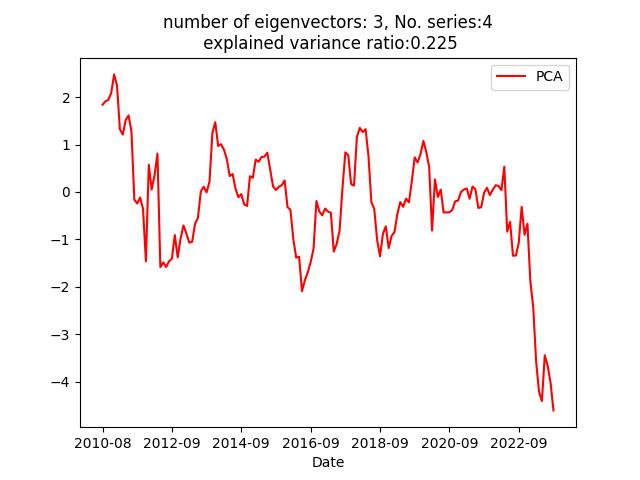 number of eigenvectors: 3, No. series:4
explained variance ratio:0.225
PCA
2
1
0
−1
−2
−3
−4
2010-08 2012-09 2014-09 2016-09 2018-09 2020-09 2022-09
Date